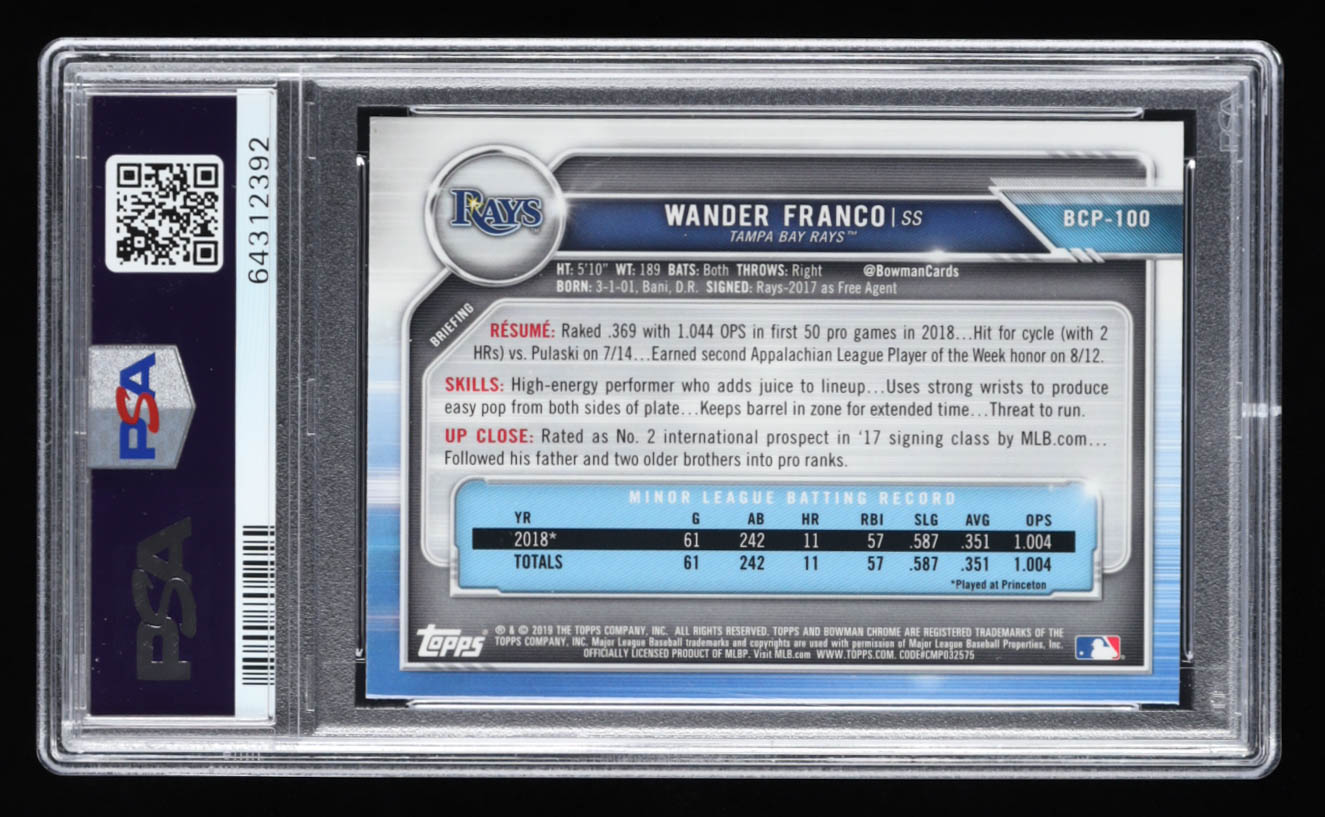 64312392
PSA
PSA
RAYS
WANDER FRANCO | SS
TAMPA BAY RAYS™
BCP-100
HT: 5'10" WT: 189 BATS: Both THROWS: Right @BowmanCards
BORN: 3-1-01, Bani, D.R. SIGNED: Rays-2017 as Free Agent
BRIEFING
RÉSUMÉ: Raked .369 with 1.044 OPS in first 50 pro games in 2018...Hit for cycle (with 2
HRs) vs. Pulaski on 7/14...Earned second Appalachian League Player of the Week honor on 8/12.
SKILLS: High-energy performer who adds juice to lineup...Uses strong wrists to produce
easy pop from both sides of plate...Keeps barrel in zone for extended time...Threat to run.
UP CLOSE: Rated as No. 2 international prospect in '17 signing class by MLB.com...
Followed his father and two older brothers into pro ranks.
MINOR LEAGUE BATTING RECORD
YR G AB HR RBI SLG AVG OPS
2018* 61 242 11 57 .587 .351 1.004
TOTALS 61 242 11 57 .587 .351 1.004
*Played at Princeton
Topps®
® & © 2019 THE TOPPS COMPANY, INC. ALL RIGHTS RESERVED. TOPPS AND BOWMAN CHROME ARE REGISTERED TRADEMARKS OF THE
TOPPS COMPANY, INC. Major League Baseball trademarks and copyrights are used with permission of Major League Baseball Properties, Inc.
OFFICIALLY LICENSED PRODUCT OF MLBP. Visit MLB.com WWW.TOPPS.COM. CODE#CMP032575